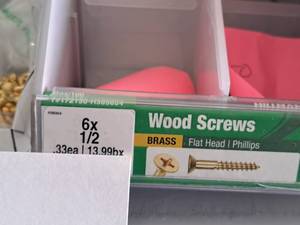 6x
1/2
.33ea | 13.99bx
Wood Screws
BRASS Flat Head | Phillips